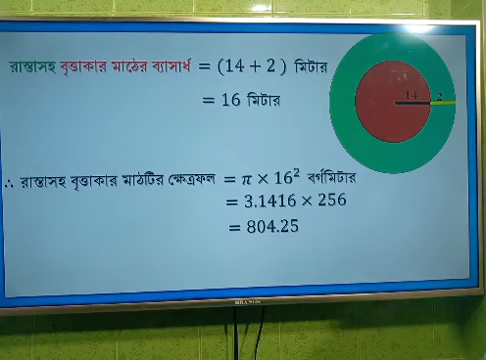 রাস্তাসহ বৃত্তাকার মাঠের ব্যাসার্ধ = (14 + 2 ) মিটার
= 16 মিটার
14 2
∴ রাস্তাসহ বৃত্তাকার মাঠটির ক্ষেত্রফল = π × 16² বর্গমিটার
= 3.1416 × 256
= 804.25